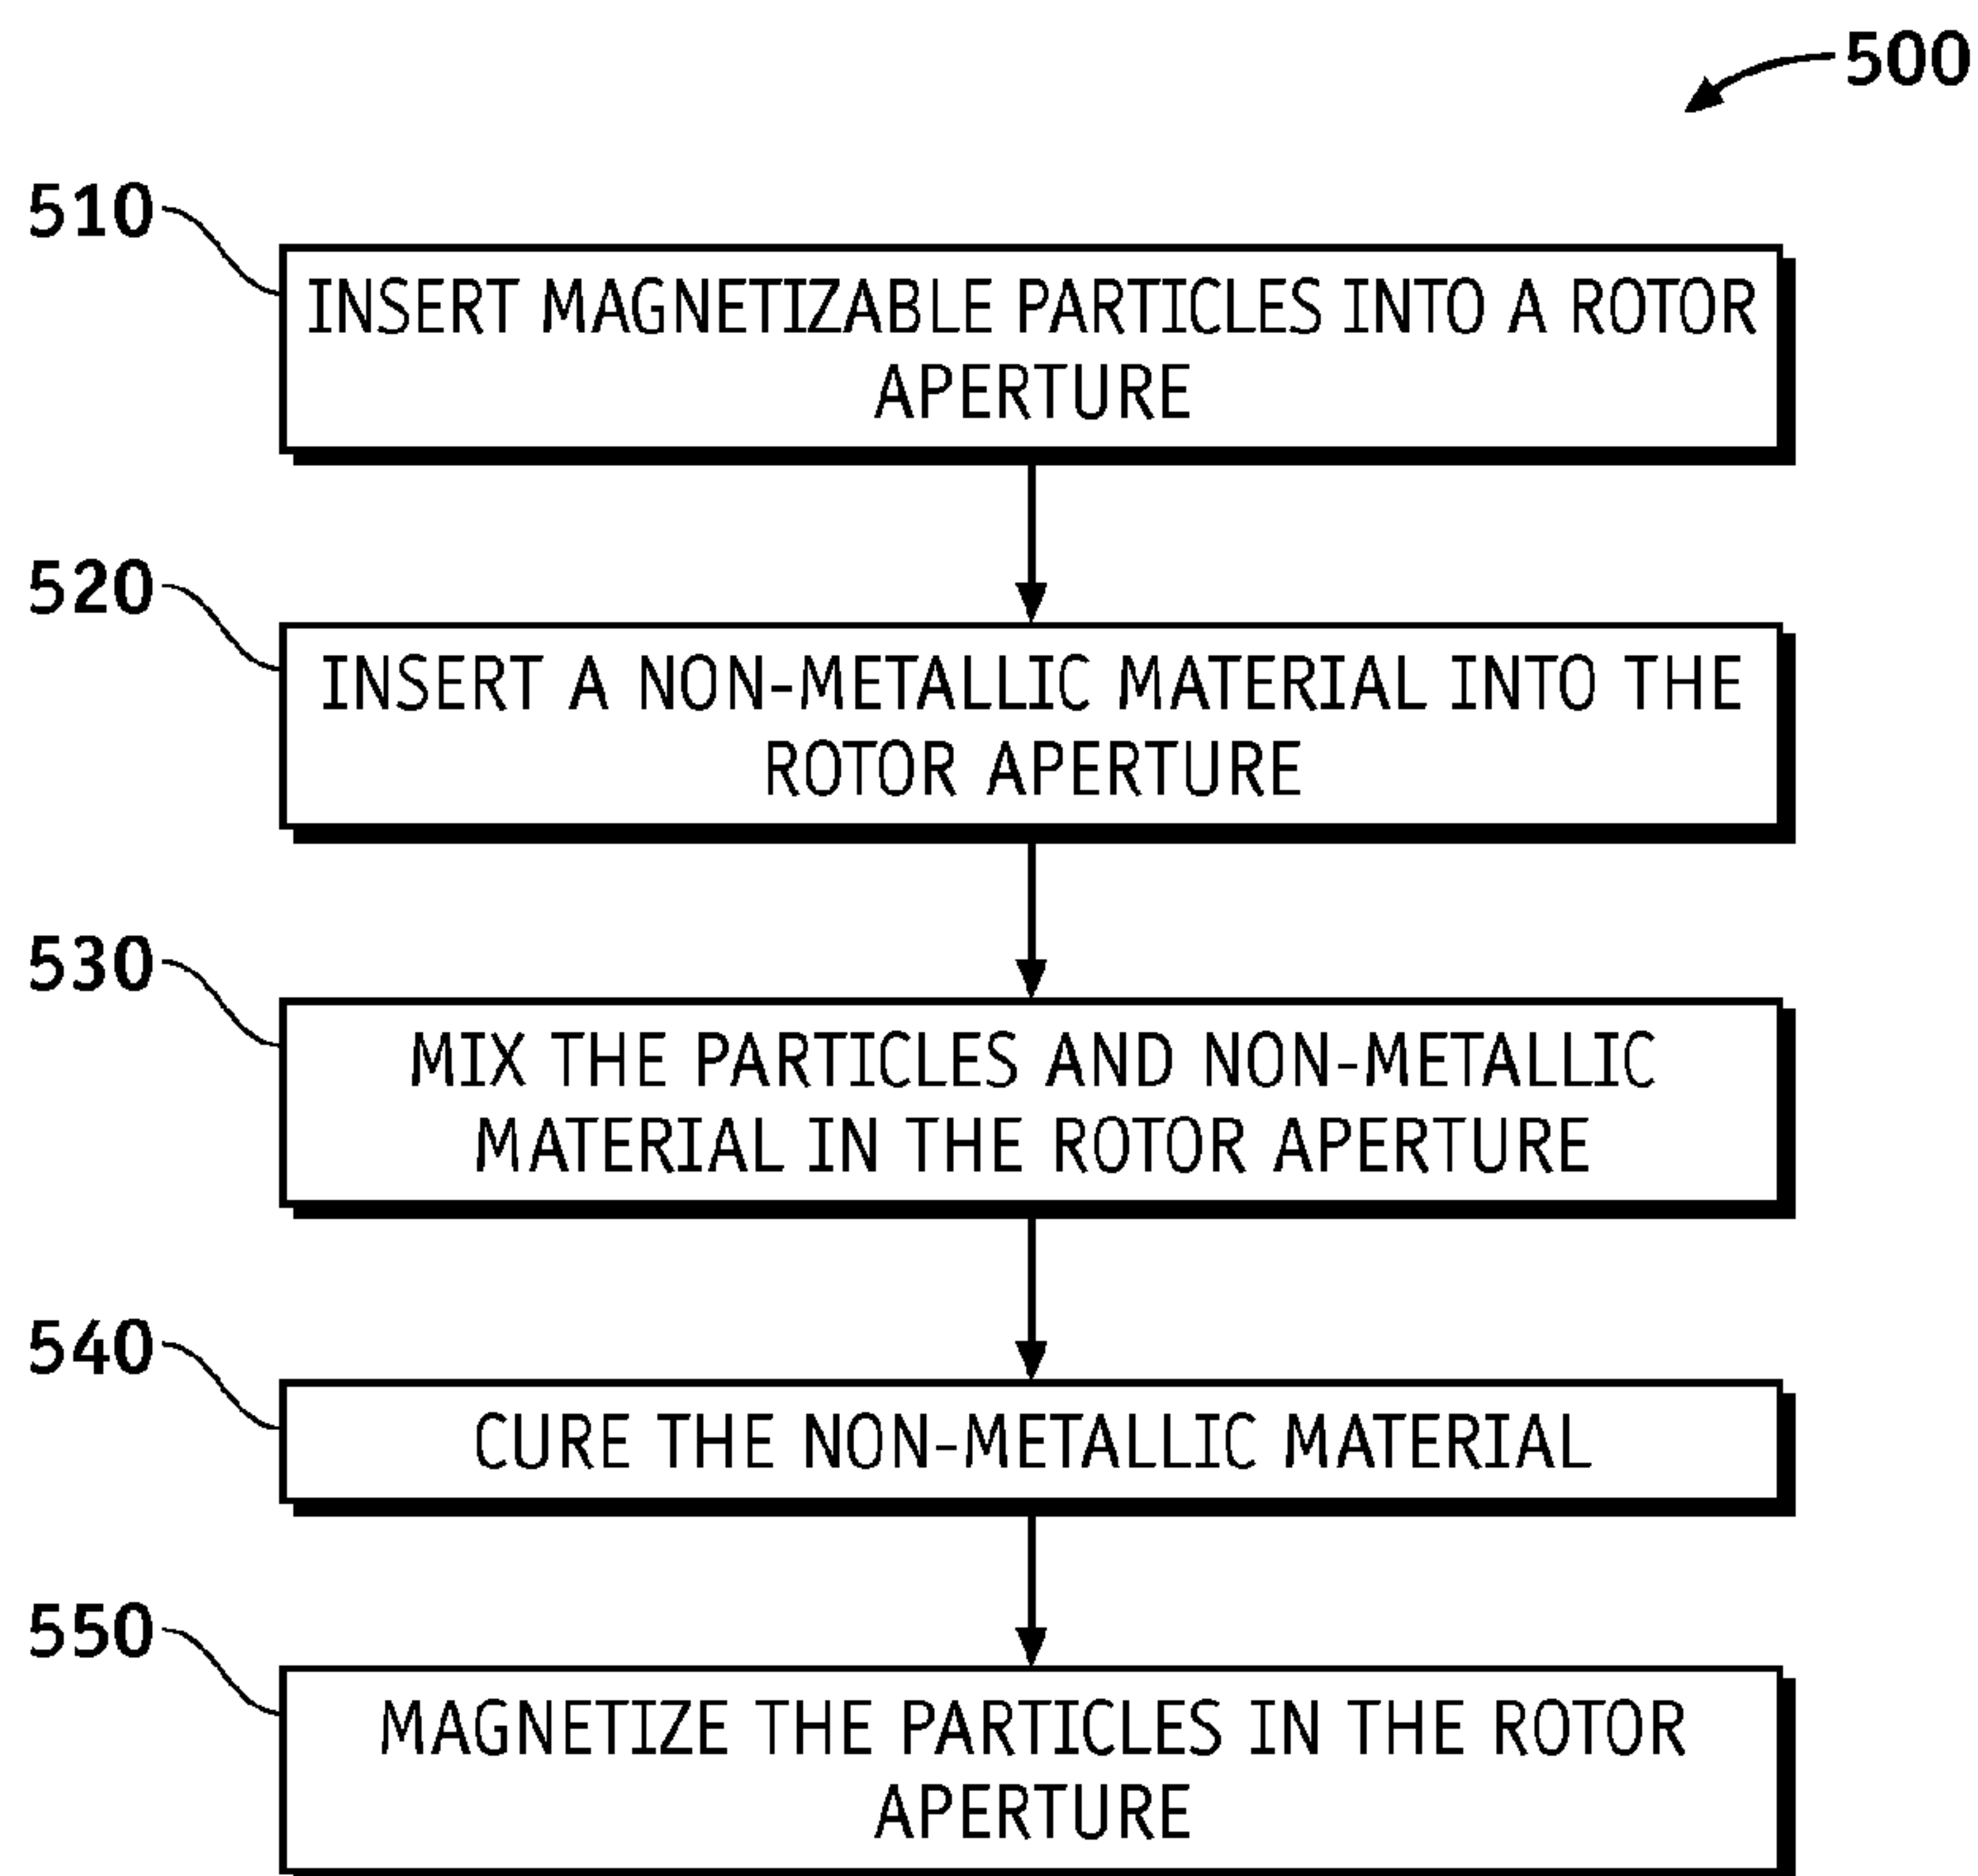 500
510
INSERT MAGNETIZABLE PARTICLES INTO A ROTOR
APERTURE
520
INSERT A NON-METALLIC MATERIAL INTO THE
ROTOR APERTURE
530
MIX THE PARTICLES AND NON-METALLIC
MATERIAL IN THE ROTOR APERTURE
540
CURE THE NON-METALLIC MATERIAL
550
MAGNETIZE THE PARTICLES IN THE ROTOR
APERTURE